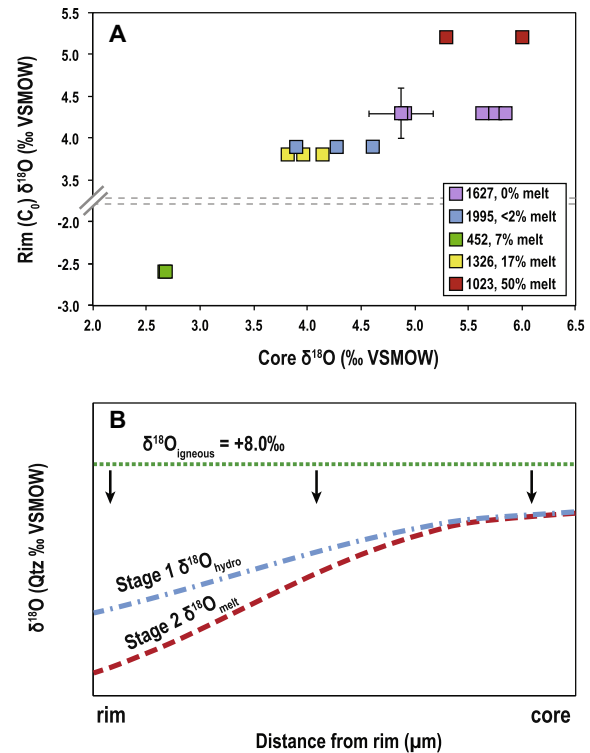 A
5.5
5.0
4.5
4.0
3.5
-2.0
-2.5
-3.0
Rim (C₀) δ¹⁸O (‰ VSMOW)
1627, 0% melt
1995, <2% melt
452, 7% melt
1326, 17% melt
1023, 50% melt
2.0 2.5 3.0 3.5 4.0 4.5 5.0 5.5 6.0 6.5
Core δ¹⁸O (‰ VSMOW)
B
δ¹⁸Oigneous = +8.0‰
Stage 1 δ¹⁸Ohydro
Stage 2 δ¹⁸Omelt
δ¹⁸O (Qtz ‰ VSMOW)
rim core
Distance from rim (μm)